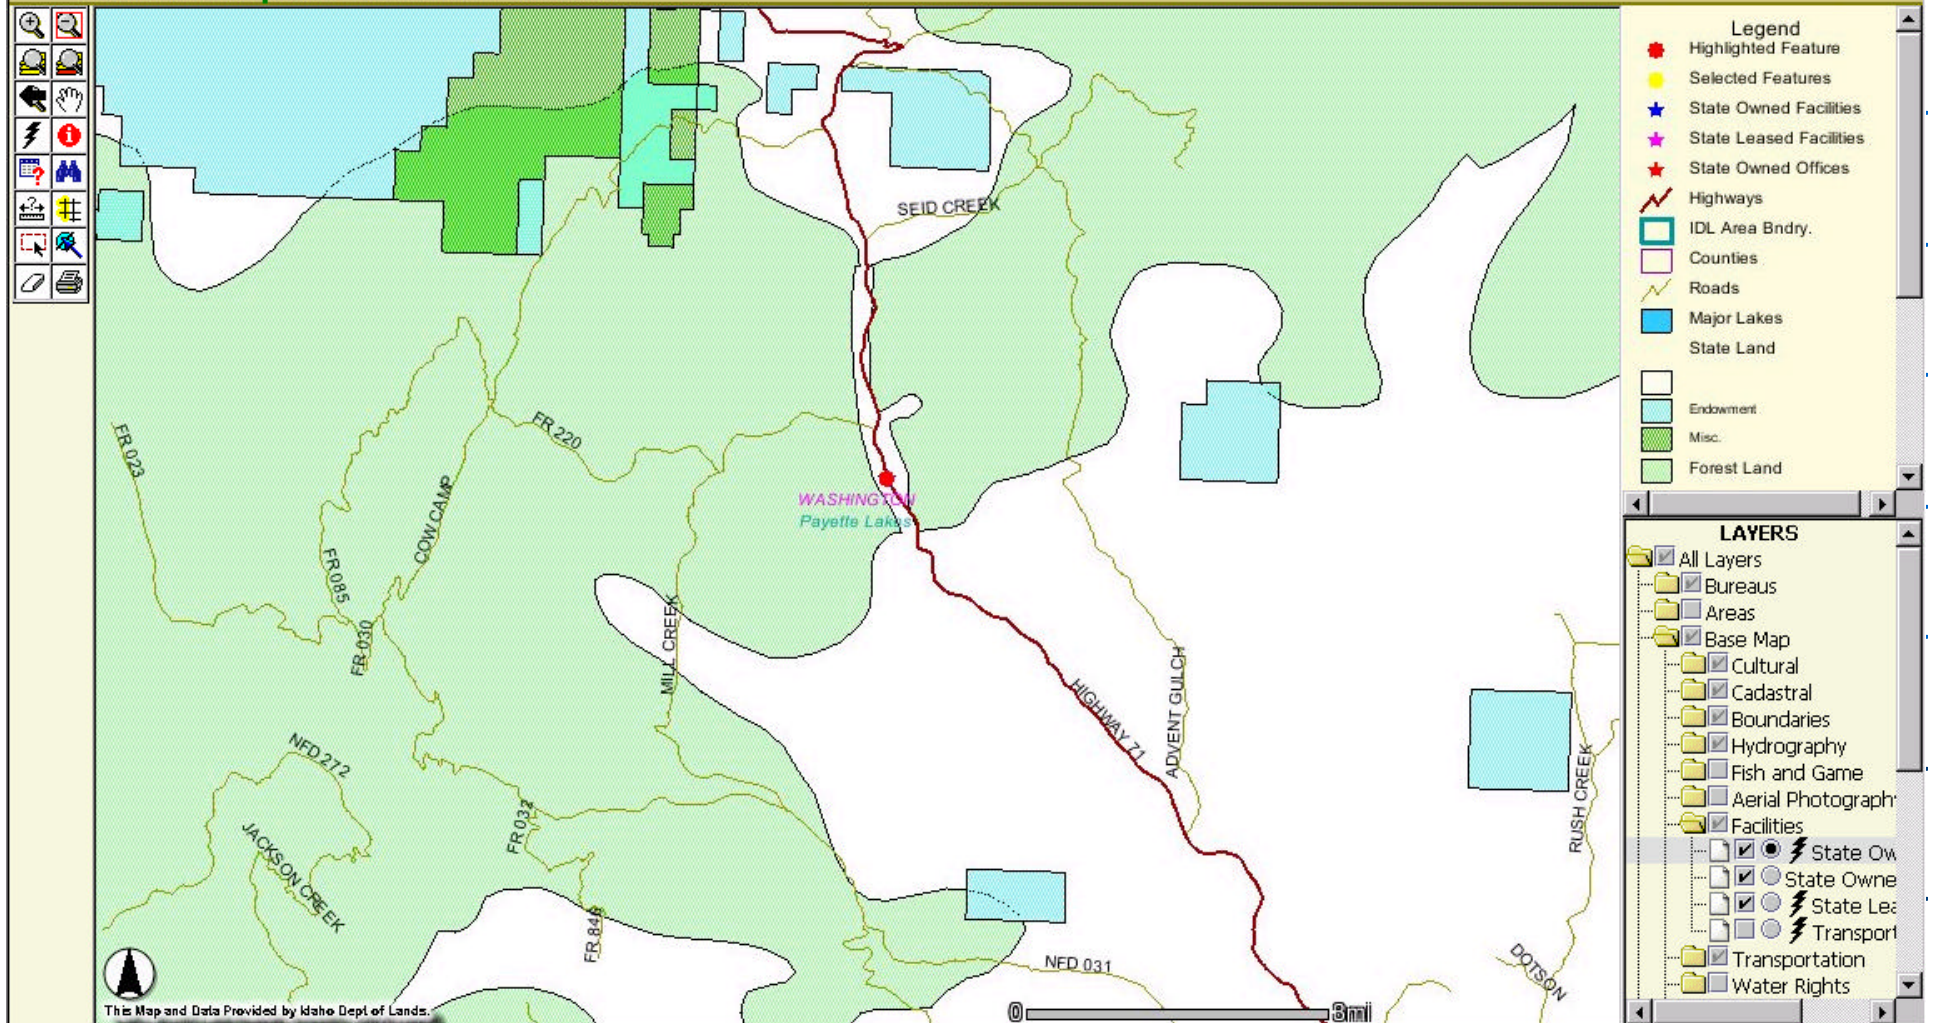 SEID CREEK
FR 220
FR 023
COW CAMP
WASHINGTON
Payette Lakes
FR 085
FR 030
MILL CREEK
ADVENT GULCH
HIGHWAY 71
NFD 272
FR 032
JACKSON CREEK
FR 846
NFD 031
RUSH CREEK
DOTSON
0
8mi
This Map and Data Provided by Idaho Dept of Lands.
Legend
Highlighted Feature
Selected Features
State Owned Facilities
State Leased Facilities
State Owned Offices
Highways
IDL Area Bndry.
Counties
Roads
Major Lakes
State Land
Endowment
Misc.
Forest Land
LAYERS
All Layers
Bureaus
Areas
Base Map
Cultural
Cadastral
Boundaries
Hydrography
Fish and Game
Aerial Photograph
Facilities
State Ow
State Owne
State Lea
Transport
Transportation
Water Rights